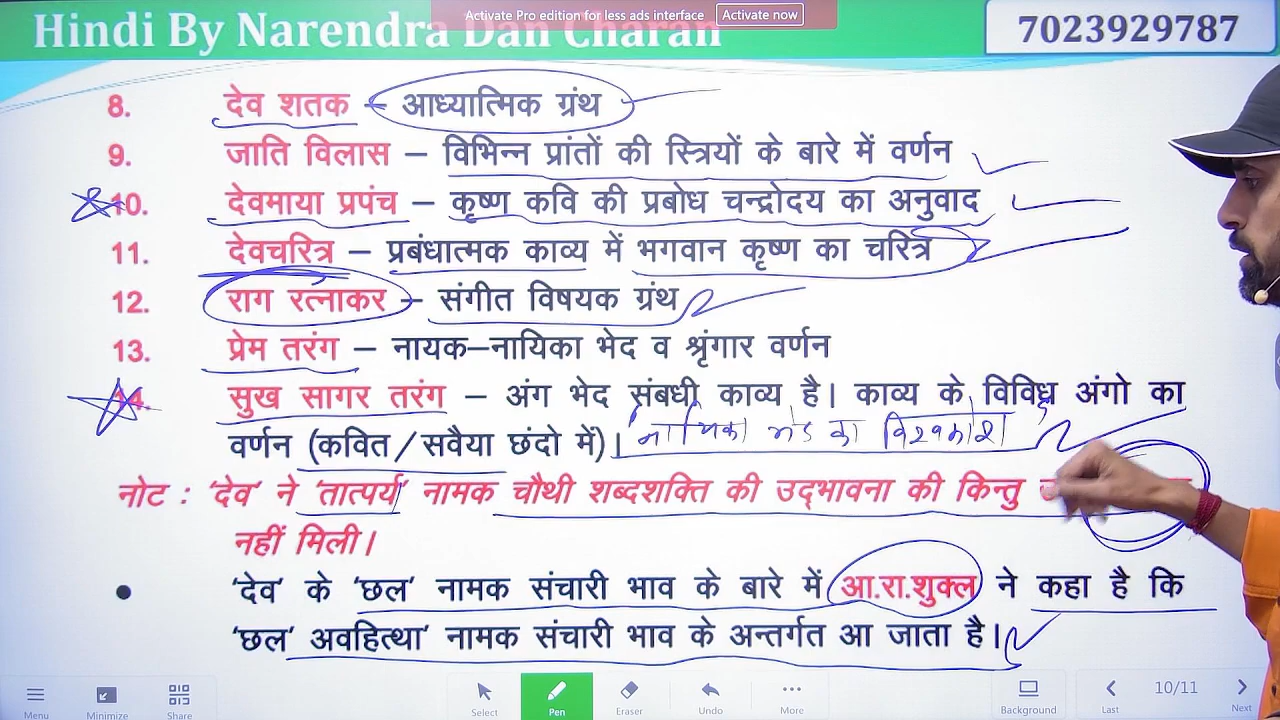 Hindi By Narendra Dan Charan
Activate Pro edition for less ads interface Activate now
7023929787
8. देव शतक – आध्यात्मिक ग्रंथ
9. जाति विलास – विभिन्न प्रांतों की स्त्रियों के बारे में वर्णन
10. देवमाया प्रपंच – कृष्ण कवि की प्रबोध चन्द्रोदय का अनुवाद
11. देवचरित्र – प्रबंधात्मक काव्य में भगवान कृष्ण का चरित्र
12. राग रत्नाकर – संगीत विषयक ग्रंथ
13. प्रेम तरंग – नायक–नायिका भेद व श्रृंगार वर्णन
14. सुख सागर तरंग – अंग भेद संबधी काव्य है। काव्य के विविध अंगो का
वर्णन (कवित/सवैया छंदो में)। नायिका भेद का विश्वकोश
नोट : 'देव' ने 'तात्पर्य' नामक चौथी शब्दशक्ति की उद्भावना की किन्तु
नहीं मिली।
• 'देव' के 'छल' नामक संचारी भाव के बारे में आ.रा.शुक्ल ने कहा है कि
'छल' अवहित्था' नामक संचारी भाव के अन्तर्गत आ जाता है।
Menu Minimize Share Select Pen Eraser Undo More Background Last 10/11 Next